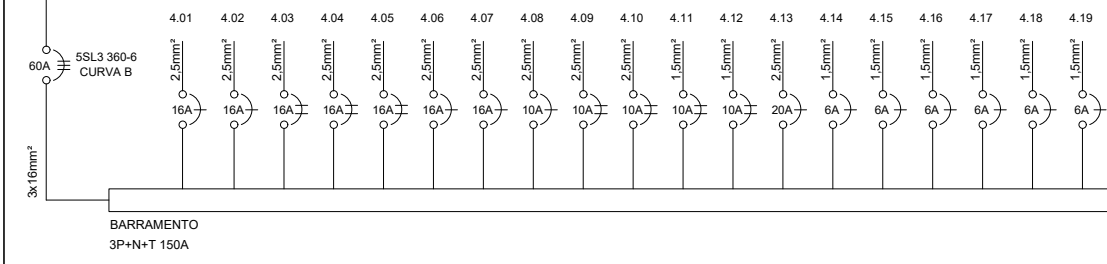 4.01 4.02 4.03 4.04 4.05 4.06 4.07 4.08 4.09 4.10 4.11 4.12 4.13 4.14 4.15 4.16 4.17 4.18 4.19
5SL3 360-6
CURVA B
60A
2,5mm² 2,5mm² 2,5mm² 2,5mm² 2,5mm² 2,5mm² 2,5mm² 2,5mm² 2,5mm² 2,5mm² 1,5mm² 1,5mm² 2,5mm² 1,5mm² 1,5mm² 1,5mm² 1,5mm² 1,5mm² 1,5mm²
16A 16A 16A 16A 16A 16A 16A 10A 10A 10A 10A 10A 20A 6A 6A 6A 6A 6A 6A
3x16mm²
BARRAMENTO
3P+N+T 150A